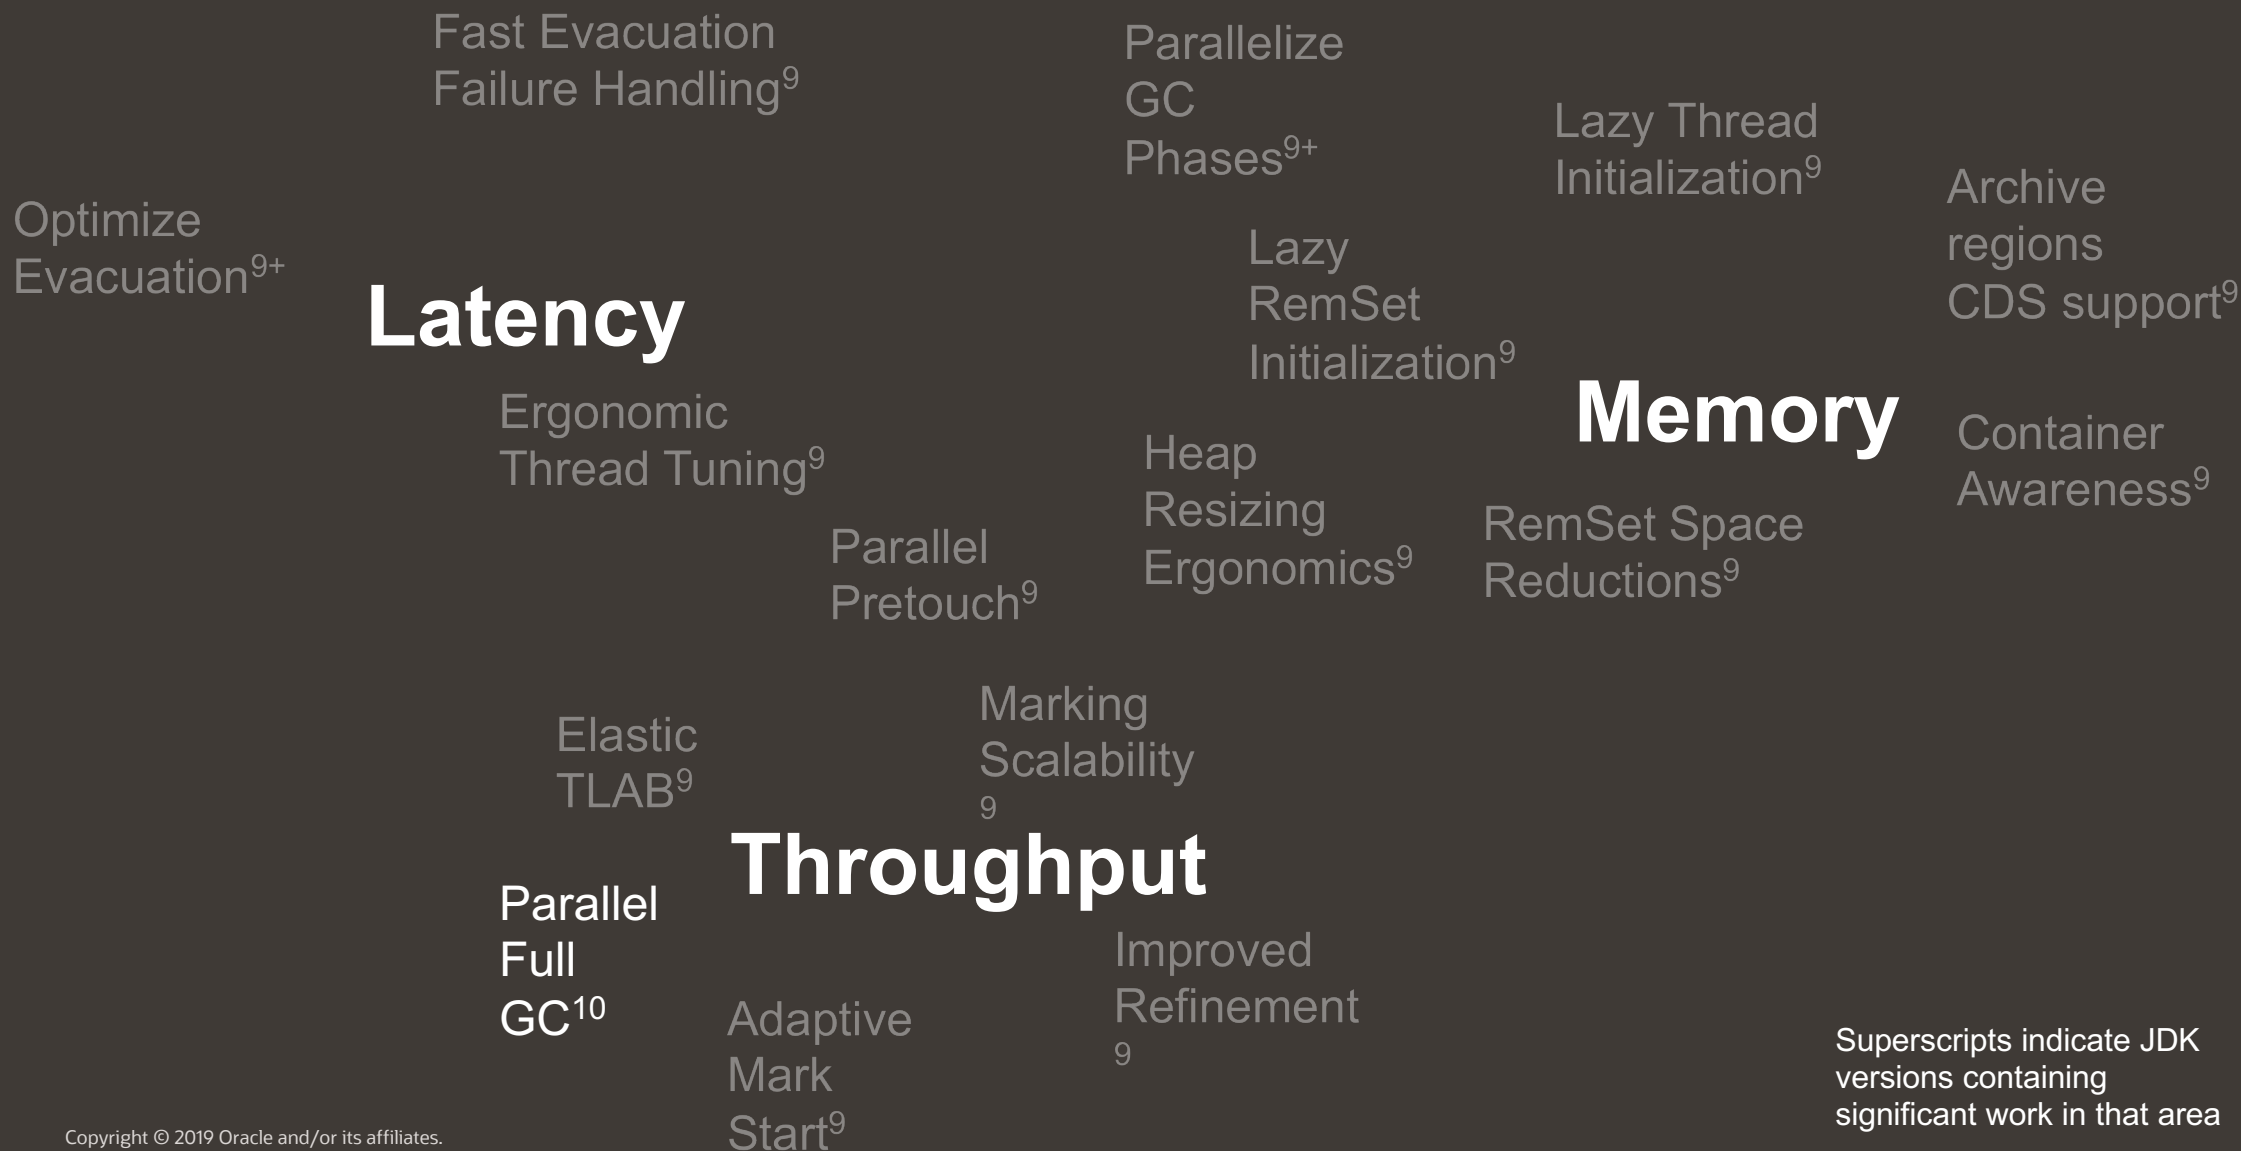 Fast Evacuation
Failure Handling⁹
Parallelize
GC
Phases⁹⁺
Lazy Thread
Initialization⁹
Archive
regions
CDS support⁹
Optimize
Evacuation⁹⁺
Latency
Lazy
RemSet
Initialization⁹
Memory
Ergonomic
Thread Tuning⁹
Heap
Resizing
Ergonomics⁹
Container
Awareness⁹
RemSet Space
Reductions⁹
Parallel
Pretouch⁹
Elastic
TLAB⁹
Marking
Scalability
⁹
Throughput
Parallel
Full
GC¹⁰
Improved
Refinement
⁹
Adaptive
Mark
Start⁹
Superscripts indicate JDK
versions containing
significant work in that area
Copyright © 2019 Oracle and/or its affiliates.